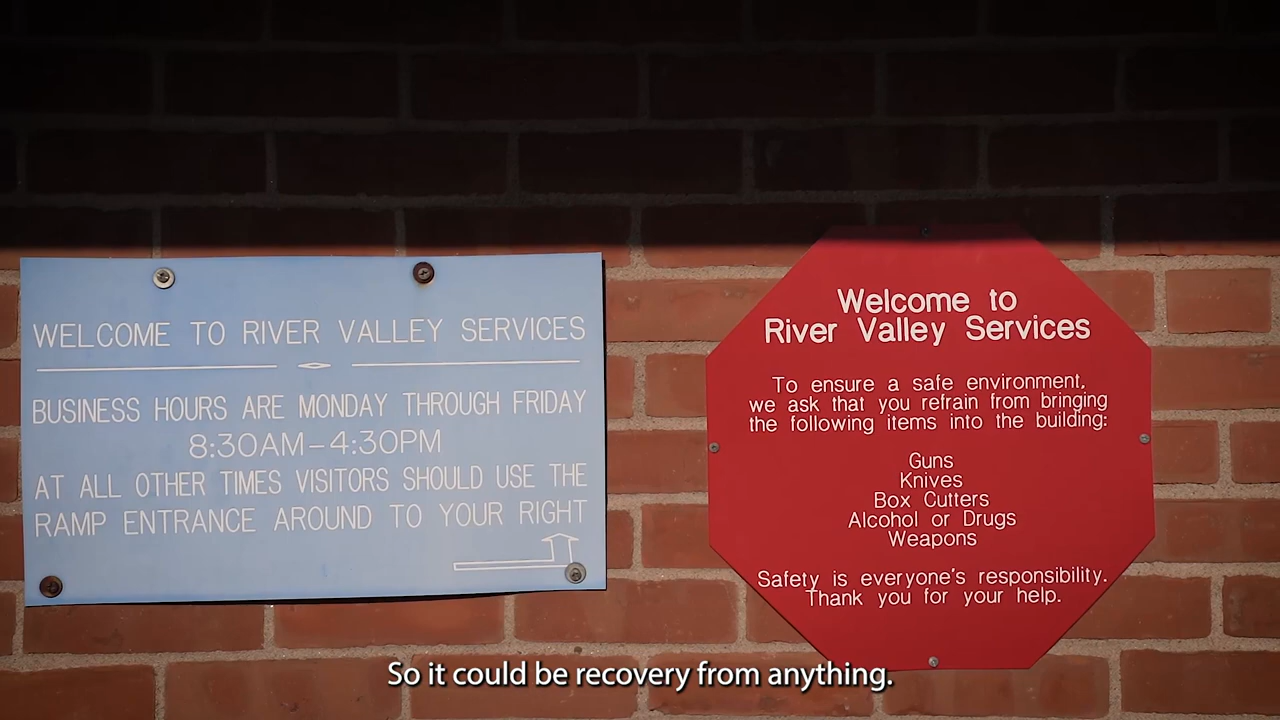 WELCOME TO RIVER VALLEY SERVICES
BUSINESS HOURS ARE MONDAY THROUGH FRIDAY
8:30AM-4:30PM
AT ALL OTHER TIMES VISITORS SHOULD USE THE
RAMP ENTRANCE AROUND TO YOUR RIGHT
Welcome to
River Valley Services
To ensure a safe environment,
we ask that you refrain from bringing
the following items into the building:
Guns
Knives
Box Cutters
Alcohol or Drugs
Weapons
Safety is everyone's responsibility.
Thank you for your help.
So it could be recovery from anything.